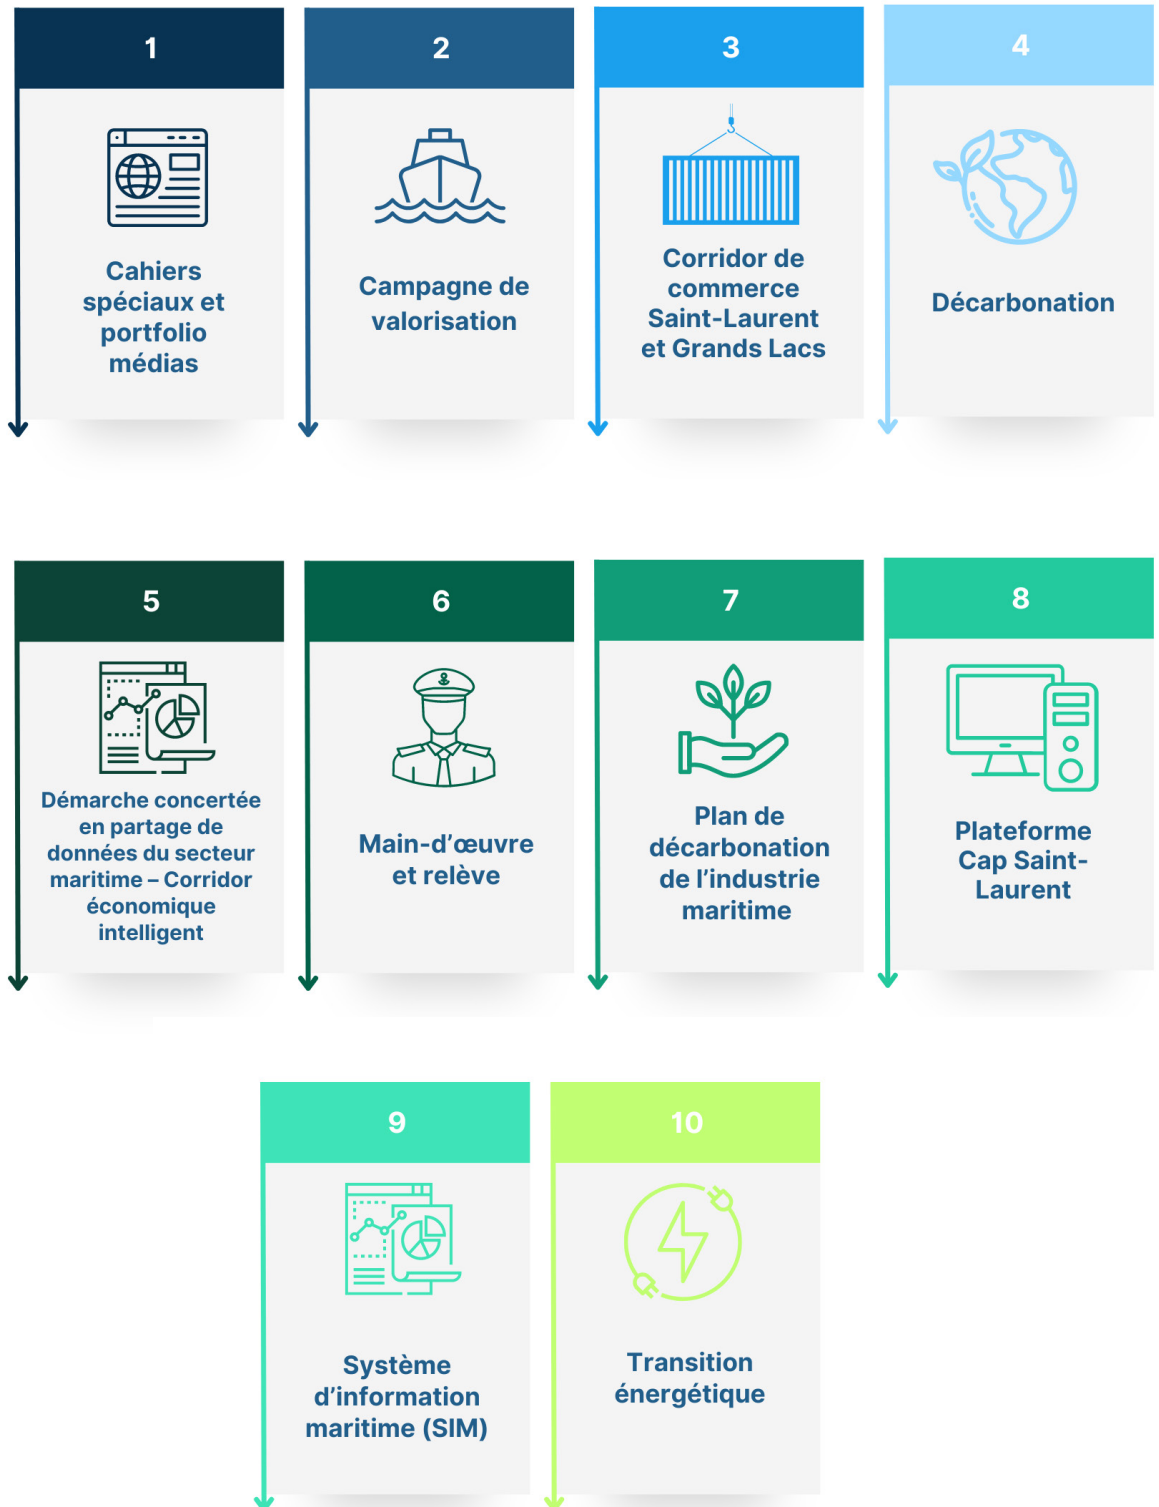 1
Cahiers
spéciaux et
portfolio
médias
2
Campagne de
valorisation
3
Corridor de
commerce
Saint-Laurent
et Grands Lacs
4
Décarbonation
5
Démarche concertée
en partage de
données du secteur
maritime – Corridor
économique
intelligent
6
Main-d’œuvre
et relève
7
Plan de
décarbonation
de l’industrie
maritime
8
Plateforme
Cap Saint-
Laurent
9
Système
d’information
maritime (SIM)
10
Transition
énergétique